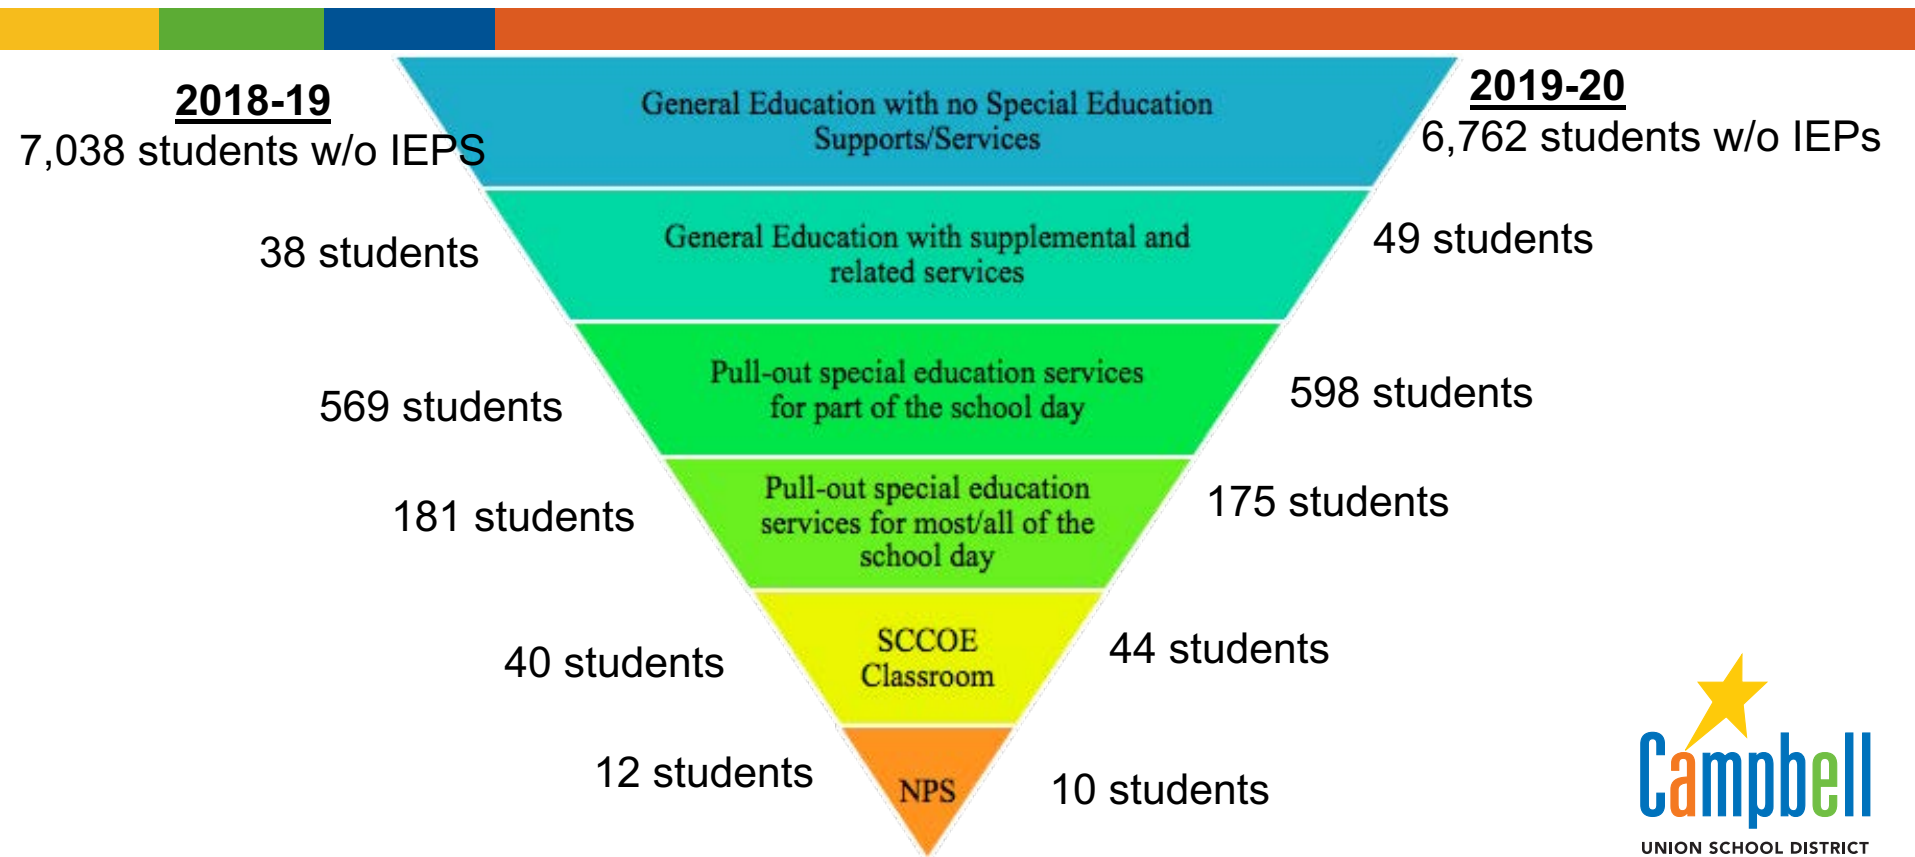 2018-19
7,038 students w/o IEPS
General Education with no Special Education
Supports/Services
2019-20
6,762 students w/o IEPs
38 students
General Education with supplemental and
related services
49 students
569 students
Pull-out special education services
for part of the school day
598 students
181 students
Pull-out special education
services for most/all of the
school day
175 students
40 students
SCCOE
Classroom
44 students
12 students
NPS
10 students
Campbell
UNION SCHOOL DISTRICT